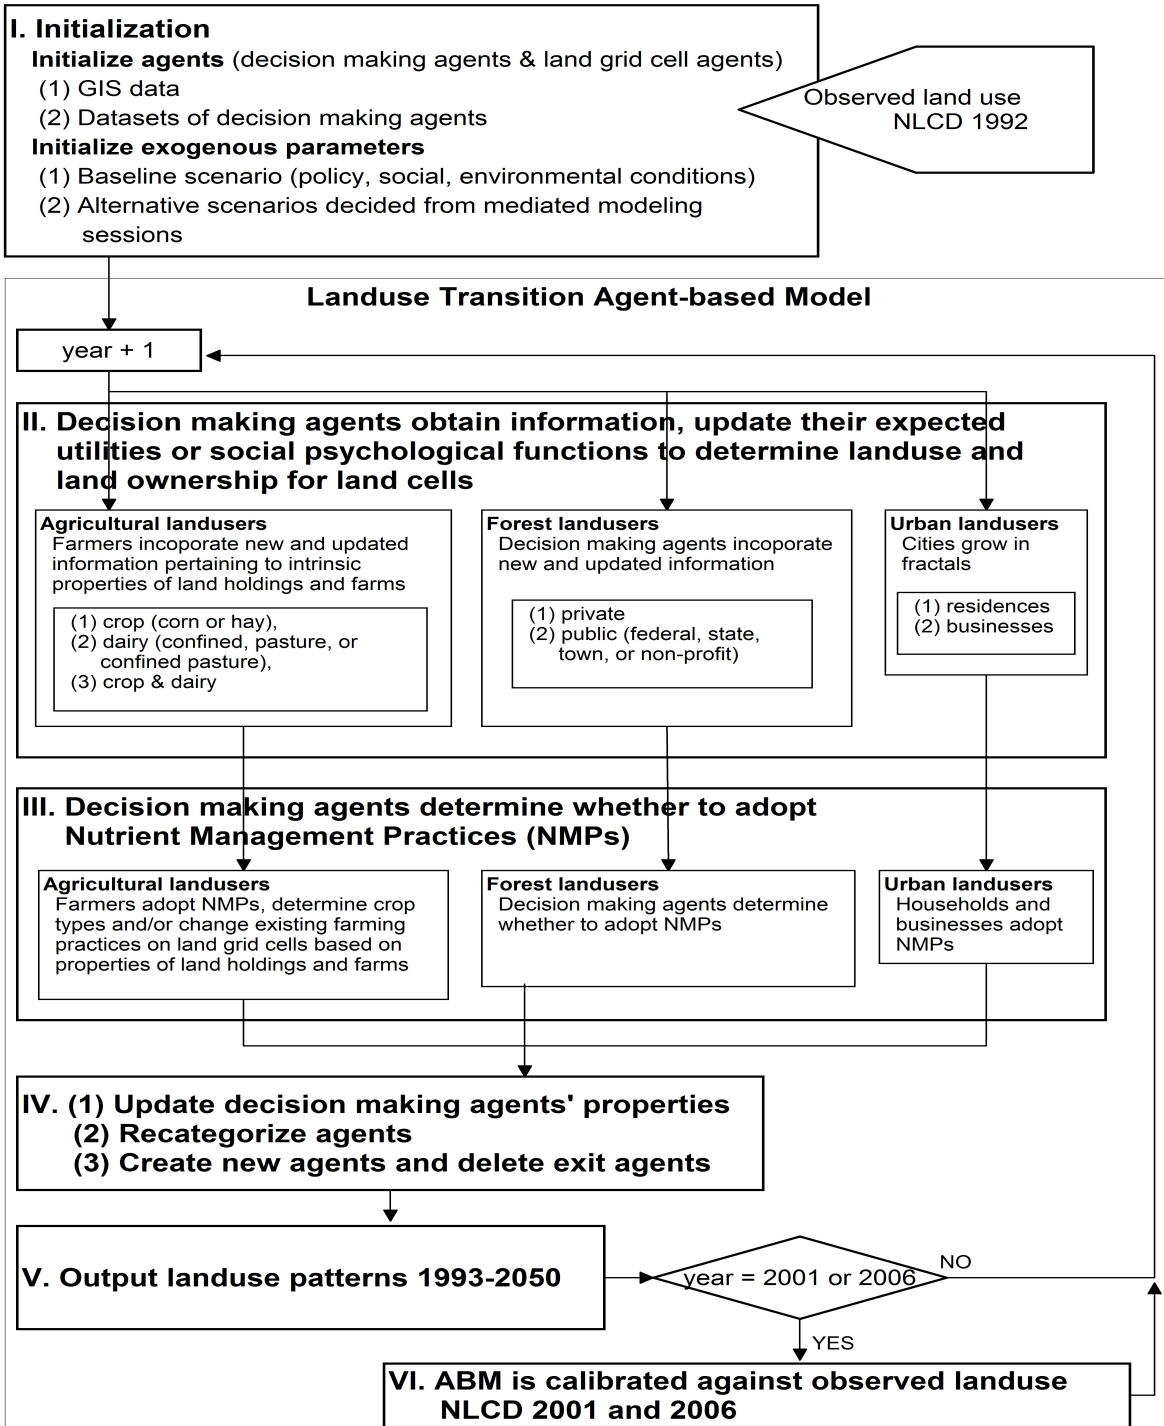 I. Initialization
Initialize agents (decision making agents & land grid cell agents)
(1) GIS data
(2) Datasets of decision making agents
Initialize exogenous parameters
(1) Baseline scenario (policy, social, environmental conditions)
(2) Alternative scenarios decided from mediated modeling
sessions
Observed land use
NLCD 1992
Landuse Transition Agent-based Model
year + 1
II. Decision making agents obtain information, update their expected
utilities or social psychological functions to determine landuse and
land ownership for land cells
Agricultural landusers
Farmers incoporate new and updated
information pertaining to intrinsic
properties of land holdings and farms
(1) crop (corn or hay),
(2) dairy (confined, pasture, or
confined pasture),
(3) crop & dairy
Forest landusers
Decision making agents incoporate
new and updated information
(1) private
(2) public (federal, state,
town, or non-profit)
Urban landusers
Cities grow in
fractals
(1) residences
(2) businesses
III. Decision making agents determine whether to adopt
Nutrient Management Practices (NMPs)
Agricultural landusers
Farmers adopt NMPs, determine crop
types and/or change existing farming
practices on land grid cells based on
properties of land holdings and farms
Forest landusers
Decision making agents determine
whether to adopt NMPs
Urban landusers
Households and
businesses adopt
NMPs
IV. (1) Update decision making agents' properties
(2) Recategorize agents
(3) Create new agents and delete exit agents
V. Output landuse patterns 1993-2050
year = 2001 or 2006
NO
YES
VI. ABM is calibrated against observed landuse
NLCD 2001 and 2006